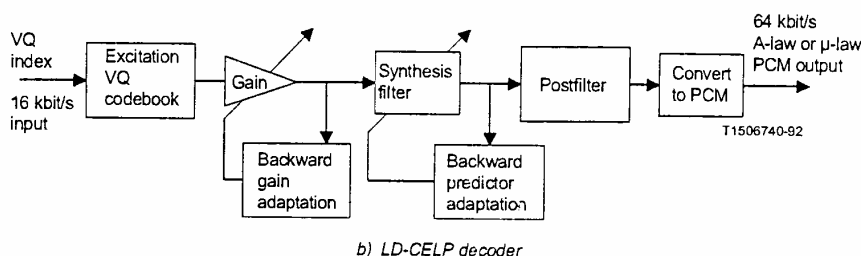 VQ
index
16 kbit/s
input
Excitation
VQ
codebook
Gain
Backward
gain
adaptation
Synthesis
filter
Backward
predictor
adaptation
Postfilter
Convert
to PCM
64 kbit/s
A-law or µ-law
PCM output
T1506740-92
b) LD-CELP decoder